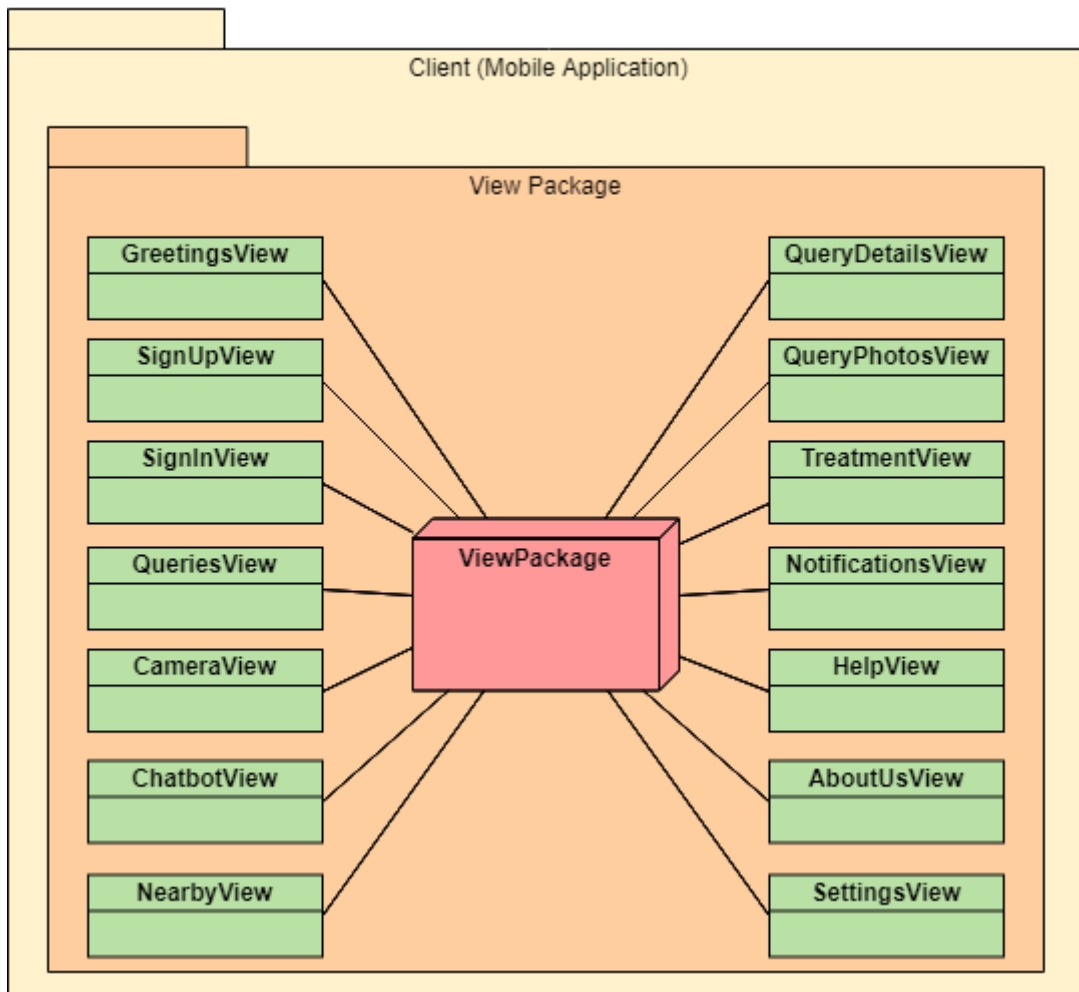 Client (Mobile Application)
View Package
GreetingsView
QueryDetailsView
SignUpView
QueryPhotosView
SignInView
TreatmentView
QueriesView
ViewPackage
NotificationsView
CameraView
HelpView
ChatbotView
AboutUsView
NearbyView
SettingsView